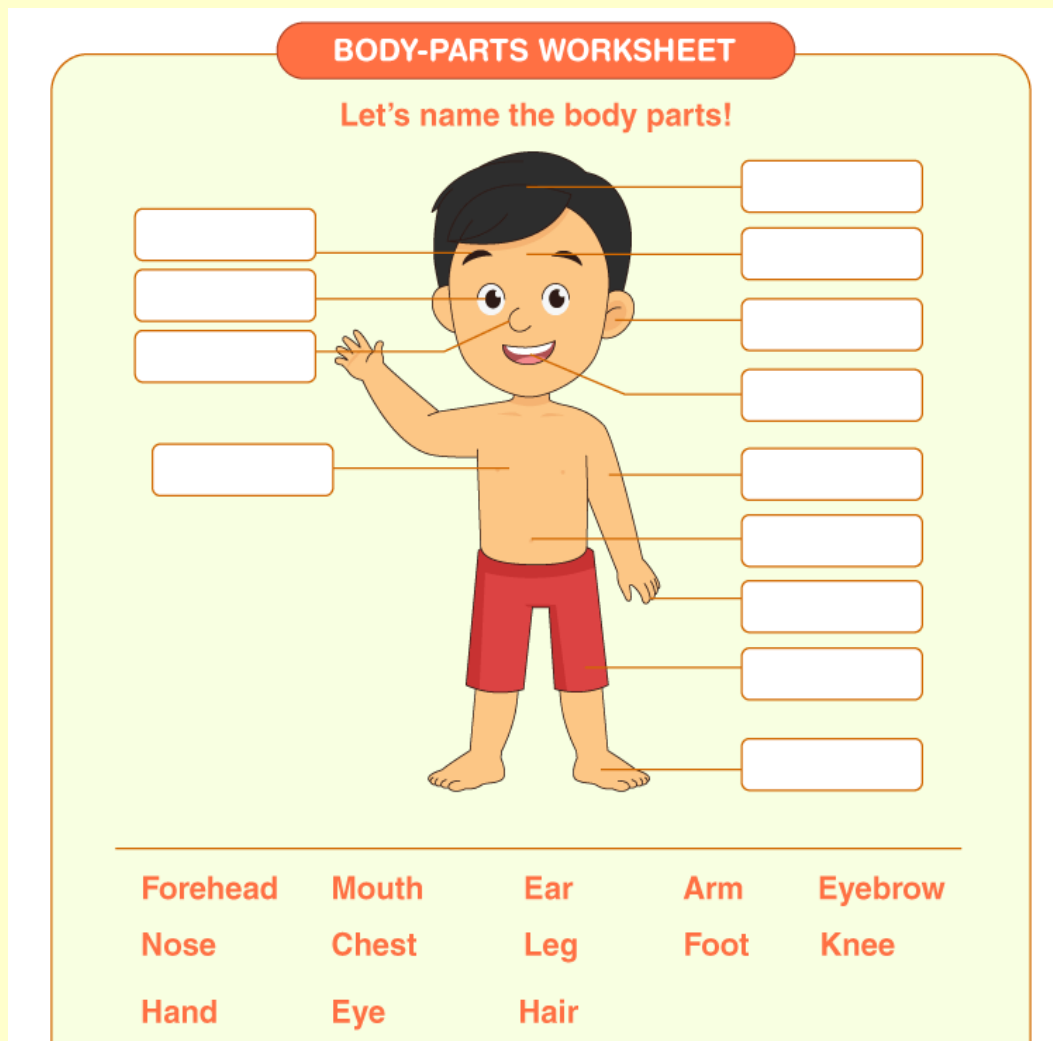 BODY-PARTS WORKSHEET
Let’s name the body parts!
Forehead Mouth Ear Arm Eyebrow
Nose Chest Leg Foot Knee
Hand Eye Hair